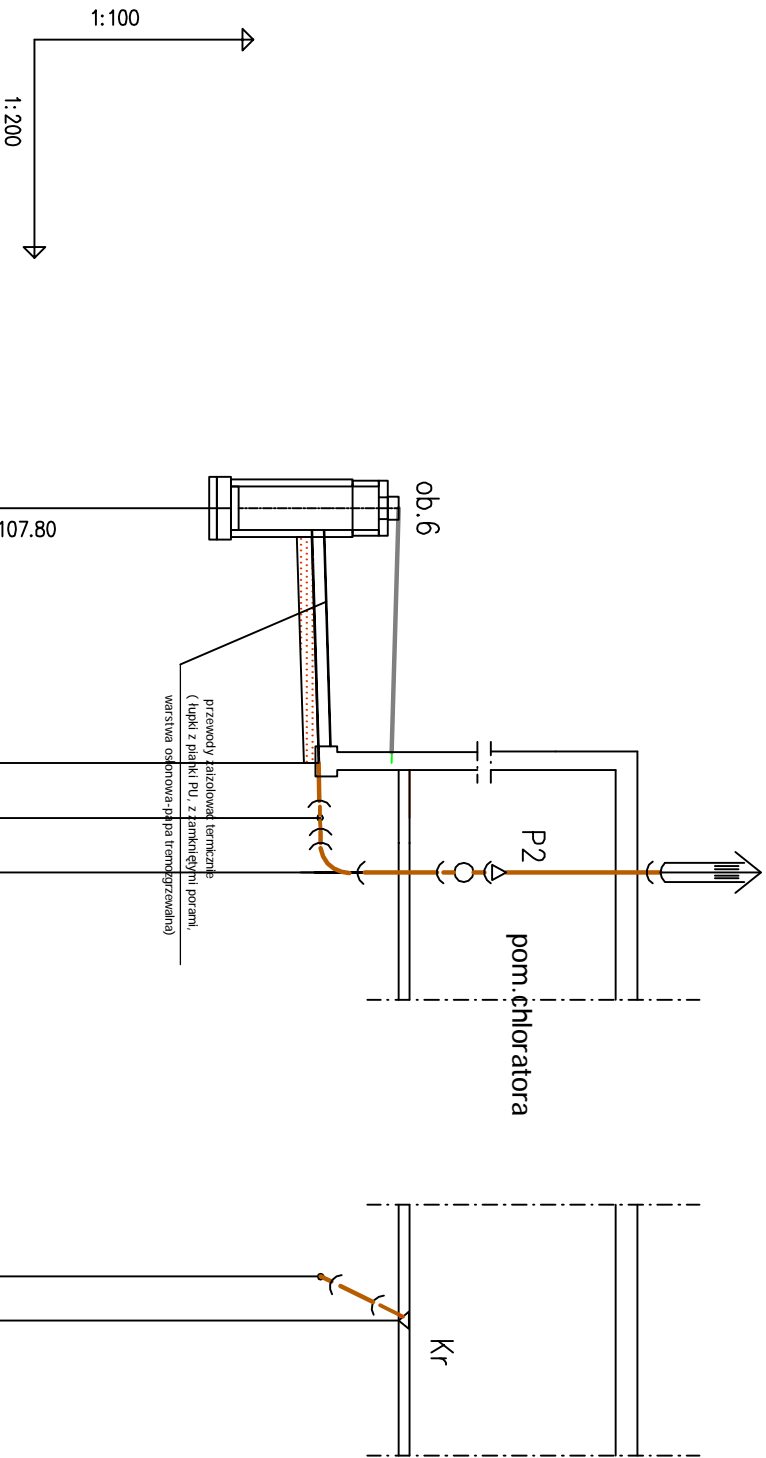 1:100
1:200
ob.6
107.80
przewody zaizolować termicznie
( łupki z pianki PU, z zamkniętymi porami,
warstwa osłonowa-papa tremozgrzewalna)
P2
pom.chloratora
Kr